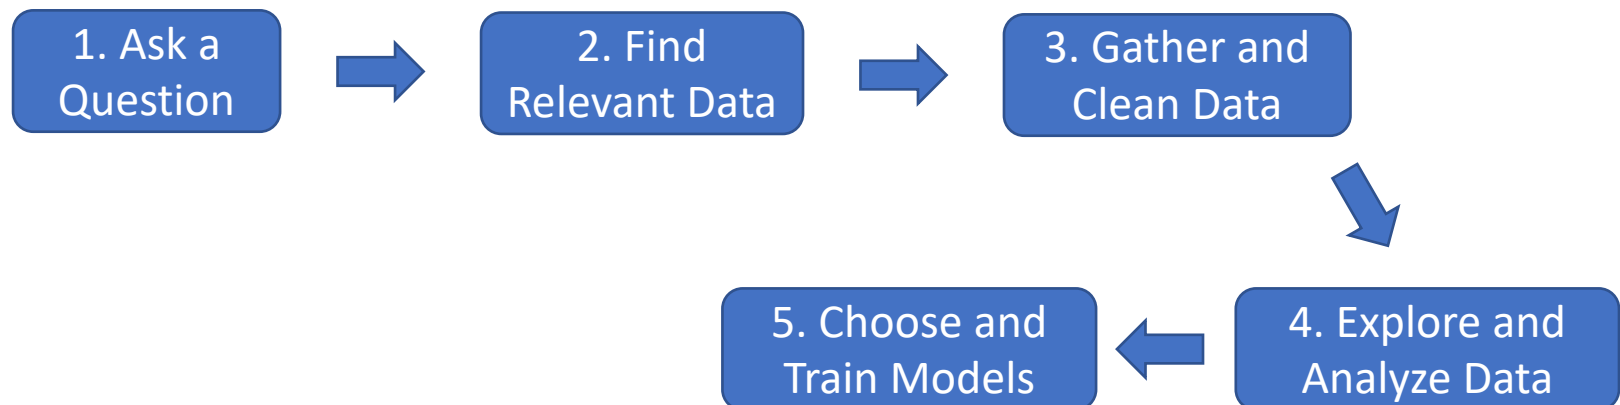 1. Ask a
Question
2. Find
Relevant Data
3. Gather and
Clean Data
4. Explore and
Analyze Data
5. Choose and
Train Models